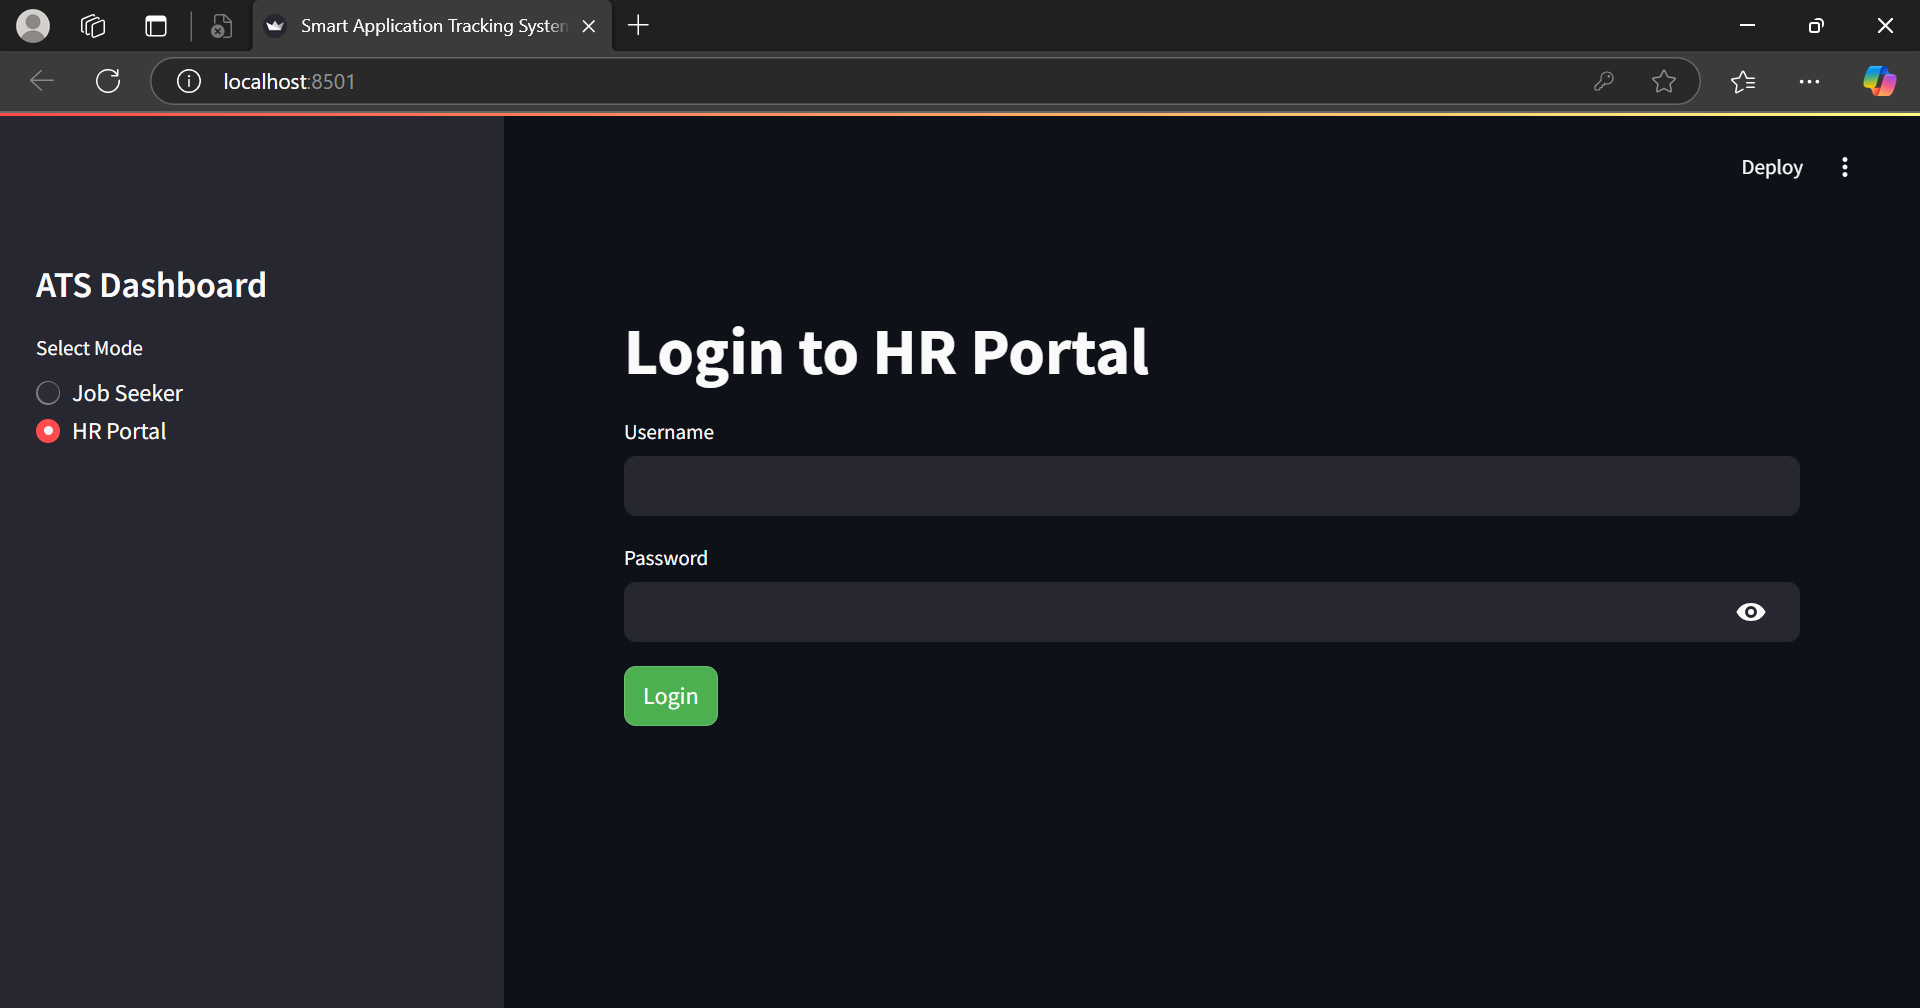 Smart Application Tracking System
localhost:8501
Deploy
ATS Dashboard
Select Mode
Job Seeker
HR Portal
Login to HR Portal
Username
Password
Login